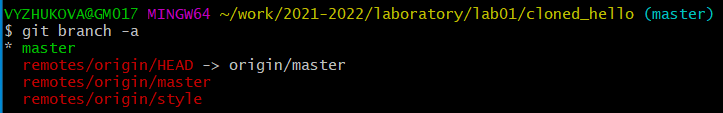 VYZHUKOVA@GM017 MINGW64 ~/work/2021-2022/laboratory/lab01/cloned_hello (master)
$ git branch -a
* master
  remotes/origin/HEAD -> origin/master
  remotes/origin/master
  remotes/origin/style